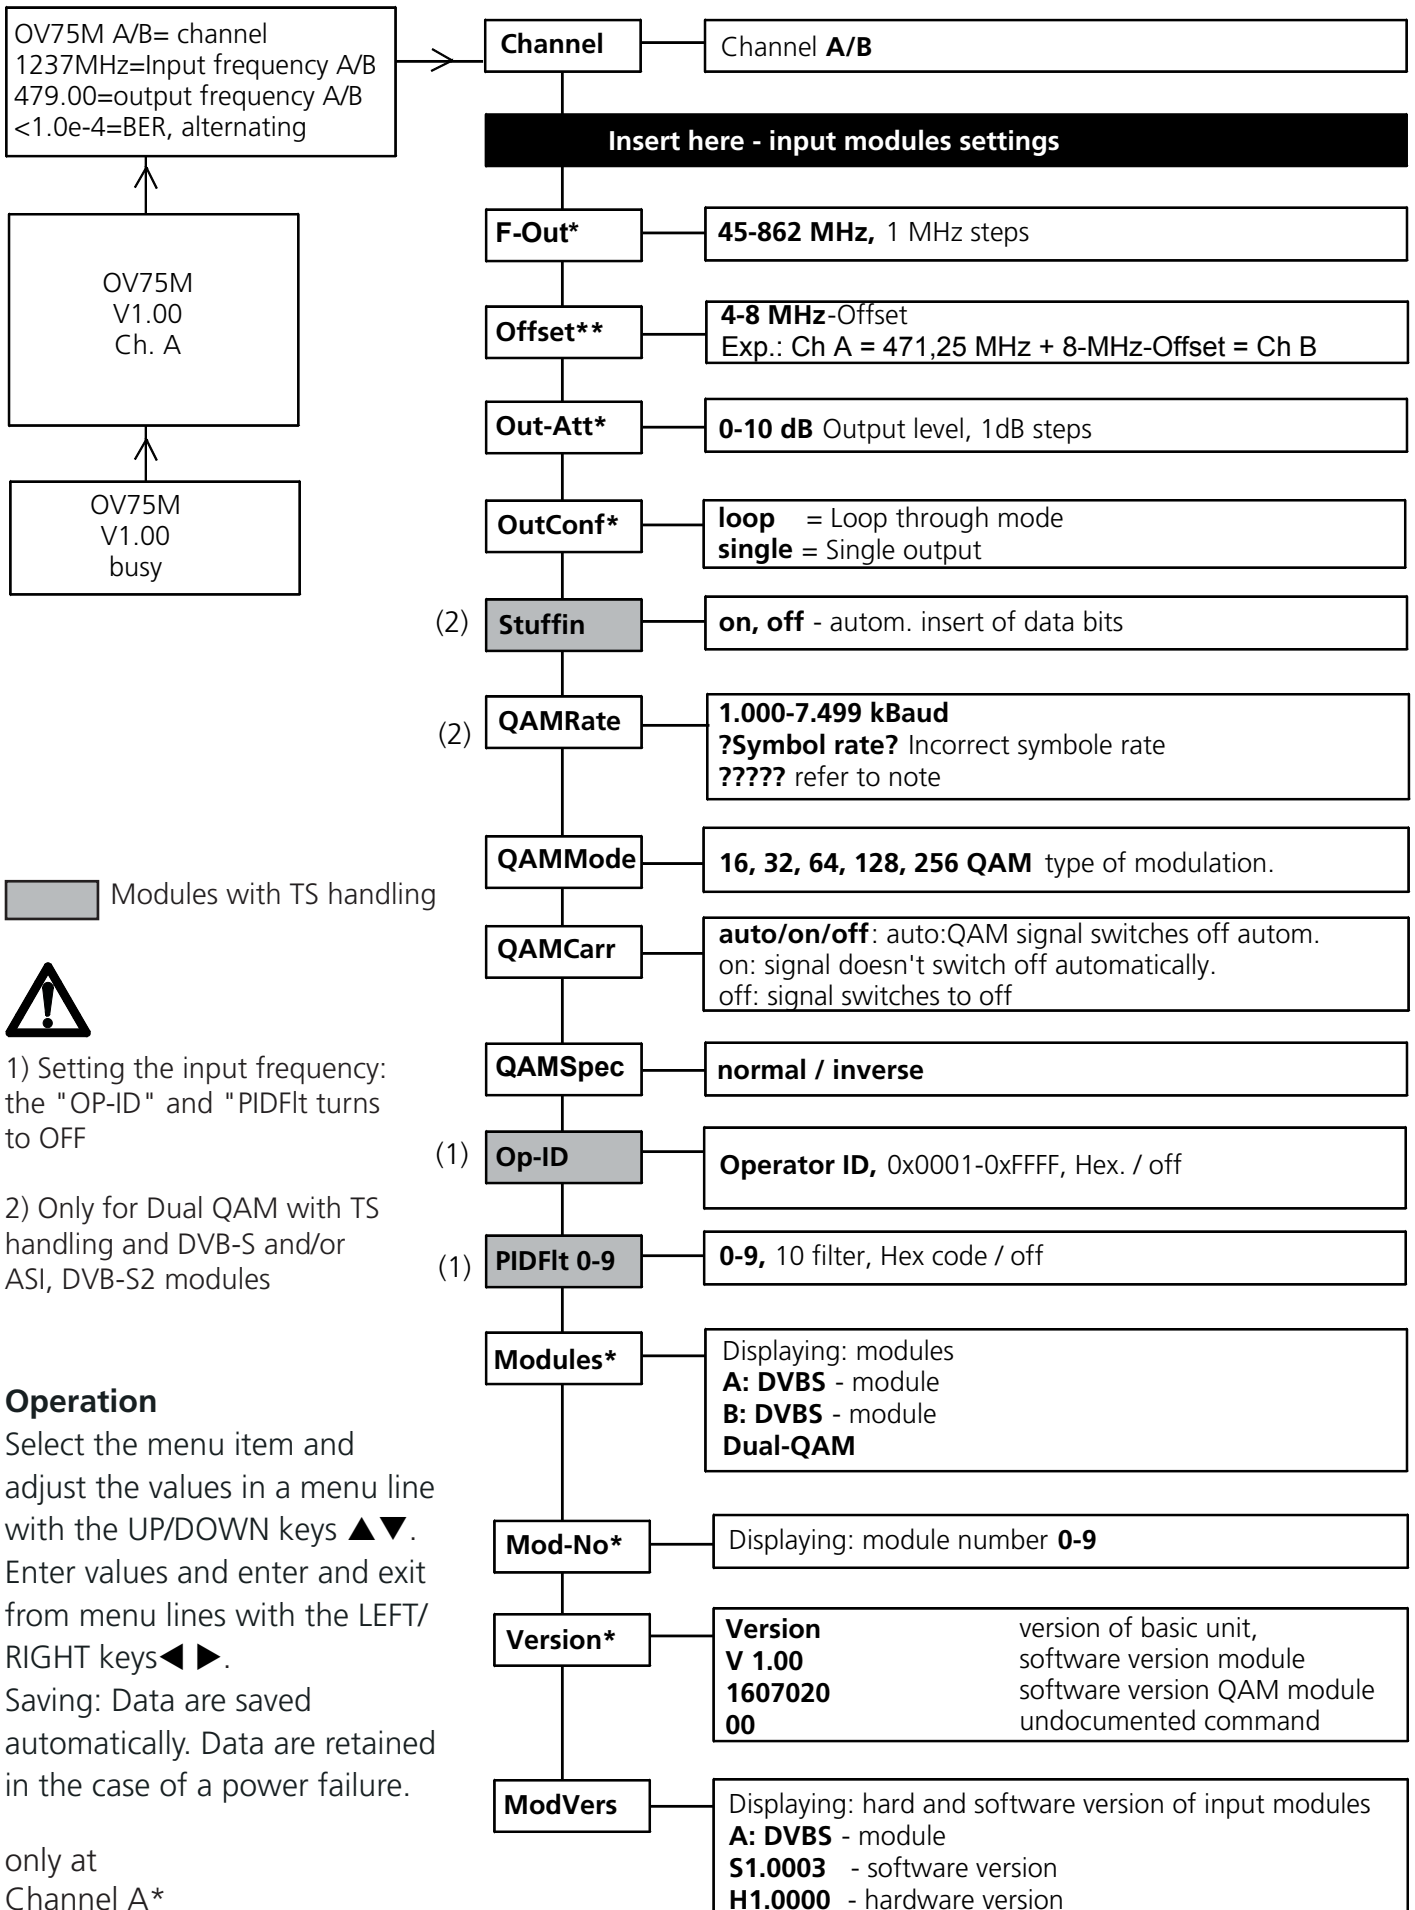 OV75M A/B= channel
1237MHz=Input frequency A/B
479.00=output frequency A/B
<1.0e-4=BER, alternating
OV75M
V1.00
Ch. A
OV75M
V1.00
busy
Channel
Channel A/B
Insert here - input modules settings
F-Out*
45-862 MHz, 1 MHz steps
Offset**
4-8 MHz-Offset
Exp.: Ch A = 471,25 MHz + 8-MHz-Offset = Ch B
Out-Att*
0-10 dB Output level, 1dB steps
OutConf*
loop = Loop through mode
single = Single output
(2)
Stuffin
on, off - autom. insert of data bits
(2)
QAMRate
1.000-7.499 kBaud
?Symbol rate? Incorrect symbole rate
????? refer to note
QAMMode
16, 32, 64, 128, 256 QAM type of modulation.
QAMCarr
auto/on/off: auto:QAM signal switches off autom.
on: signal doesn't switch off automatically.
off: signal switches to off
QAMSpec
normal / inverse
(1)
Op-ID
Operator ID, 0x0001-0xFFFF, Hex. / off
(1)
PIDFlt 0-9
0-9, 10 filter, Hex code / off
Modules*
Displaying: modules
A: DVBS - module
B: DVBS - module
Dual-QAM
Mod-No*
Displaying: module number 0-9
Version*
Version version of basic unit,
V 1.00 software version module
1607020 software version QAM module
00 undocumented command
ModVers
Displaying: hard and software version of input modules
A: DVBS - module
S1.0003 - software version
H1.0000 - hardware version
Modules with TS handling
1) Setting the input frequency:
the "OP-ID" and "PIDFlt turns
to OFF
2) Only for Dual QAM with TS
handling and DVB-S and/or
ASI, DVB-S2 modules
Operation
Select the menu item and
adjust the values in a menu line
with the UP/DOWN keys ▲▼.
Enter values and enter and exit
from menu lines with the LEFT/
RIGHT keys◀ ▶.
Saving: Data are saved
automatically. Data are retained
in the case of a power failure.
only at
Channel A*